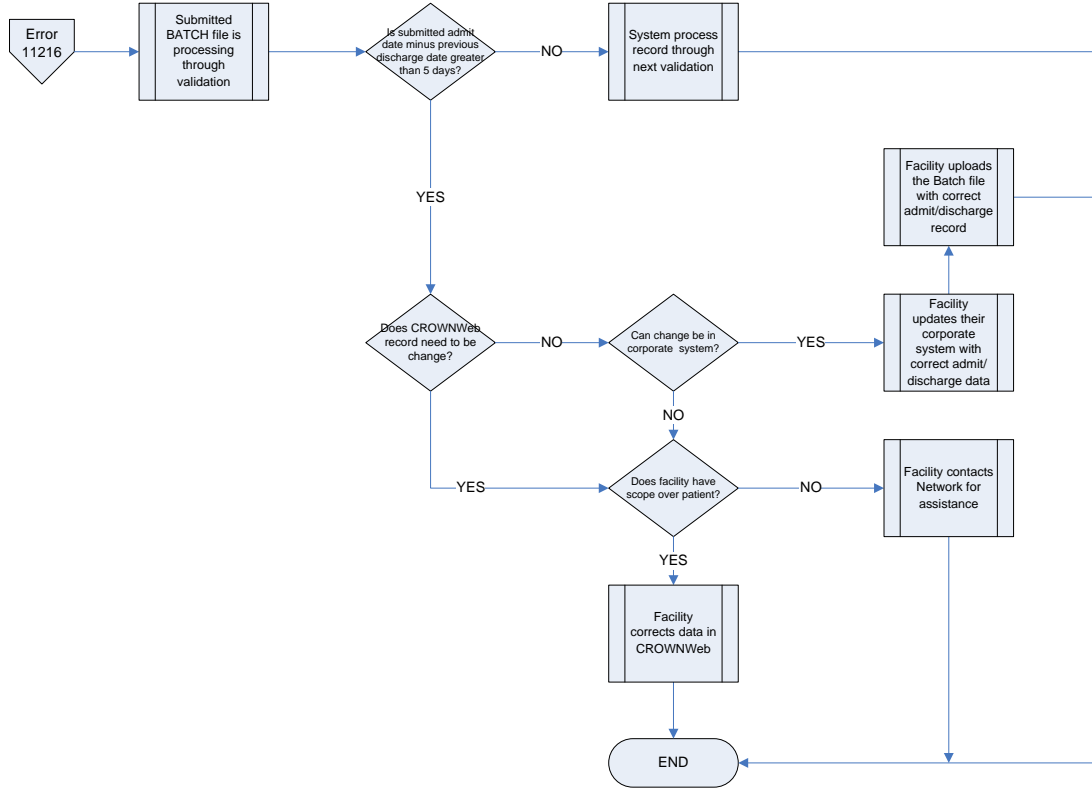 Error
11216
Submitted
BATCH file is
processing
through
validation
Is submitted admit
date minus previous
discharge date greater
than 5 days?
NO
System process
record through
next validation
YES
Facility uploads
the Batch file
with correct
admit/discharge
record
Does CROWNWeb
record need to be
change?
NO
Can change be in
corporate system?
YES
Facility
updates their
corporate
system with
correct admit/
discharge data
NO
YES
Does facility have
scope over patient?
NO
Facility contacts
Network for
assistance
YES
Facility
corrects data in
CROWNWeb
END